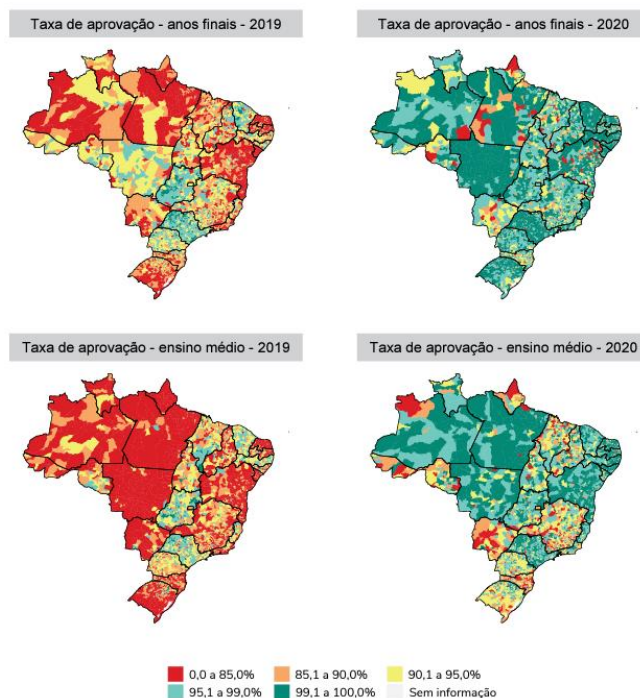 Taxa de aprovação - anos finais - 2019
Taxa de aprovação - anos finais - 2020
Taxa de aprovação - ensino médio - 2019
Taxa de aprovação - ensino médio - 2020
0,0 a 85,0% 85,1 a 90,0% 90,1 a 95,0%
95,1 a 99,0% 99,1 a 100,0% Sem informação